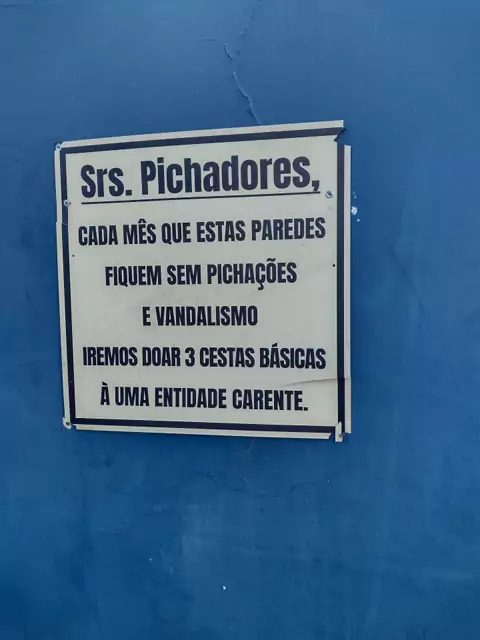 Srs. Pichadores,
CADA MÊS QUE ESTAS PAREDES
FIQUEM SEM PICHAÇÕES
E VANDALISMO
IREMOS DOAR 3 CESTAS BÁSICAS
À UMA ENTIDADE CARENTE.